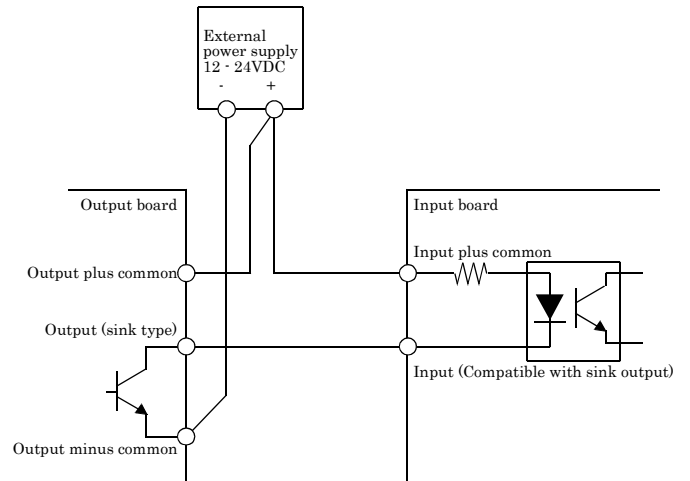 External
power supply
12 - 24VDC
- +
Output board
Input board
Input plus common
Output plus common
Output (sink type)
Input (Compatible with sink output)
Output minus common